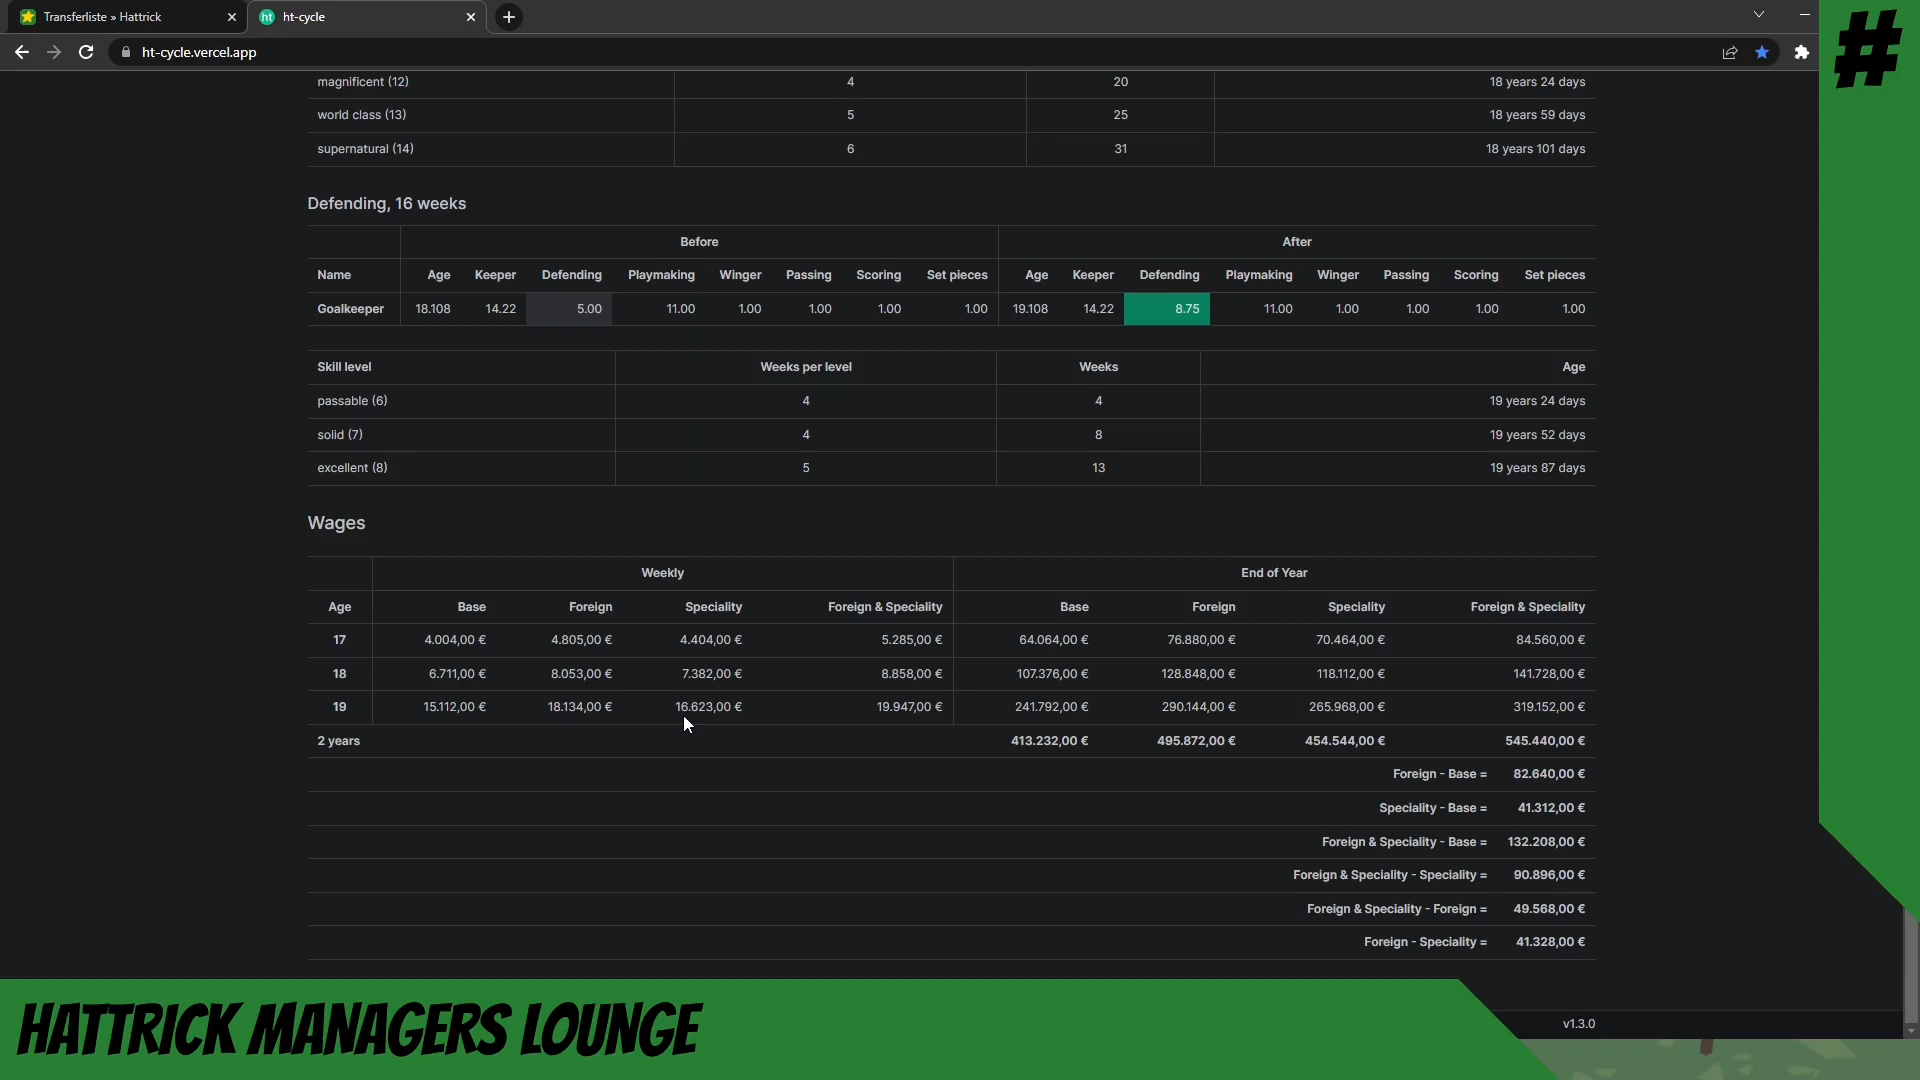 Transferliste » Hattrick
ht
ht-cycle
ht-cycle.vercel.app
magnificent (12) 4 20 18 years 24 days
world class (13) 5 25 18 years 59 days
supernatural (14) 6 31 18 years 101 days
Defending, 16 weeks
Before After
Name Age Keeper Defending Playmaking Winger Passing Scoring Set pieces Age Keeper Defending Playmaking Winger Passing Scoring Set pieces
Goalkeeper 18.108 14.22 5.00 11.00 1.00 1.00 1.00 1.00 19.108 14.22 8.75 11.00 1.00 1.00 1.00 1.00
Skill level Weeks per level Weeks Age
passable (6) 4 4 19 years 24 days
solid (7) 4 8 19 years 52 days
excellent (8) 5 13 19 years 87 days
Wages
Weekly End of Year
Age Base Foreign Speciality Foreign & Speciality Base Foreign Speciality Foreign & Speciality
17 4.004,00 € 4.805,00 € 4.404,00 € 5.285,00 € 64.064,00 € 76.880,00 € 70.464,00 € 84.560,00 €
18 6.711,00 € 8.053,00 € 7.382,00 € 8.858,00 € 107.376,00 € 128.848,00 € 118.112,00 € 141.728,00 €
19 15.112,00 € 18.134,00 € 16.623,00 € 19.947,00 € 241.792,00 € 290.144,00 € 265.968,00 € 319.152,00 €
2 years 413.232,00 € 495.872,00 € 454.544,00 € 545.440,00 €
Foreign - Base = 82.640,00 €
Speciality - Base = 41.312,00 €
Foreign & Speciality - Base = 132.208,00 €
Foreign & Speciality - Speciality = 90.896,00 €
Foreign & Speciality - Foreign = 49.568,00 €
Foreign - Speciality = 41.328,00 €
v1.3.0
HATTRICK MANAGERS LOUNGE
#